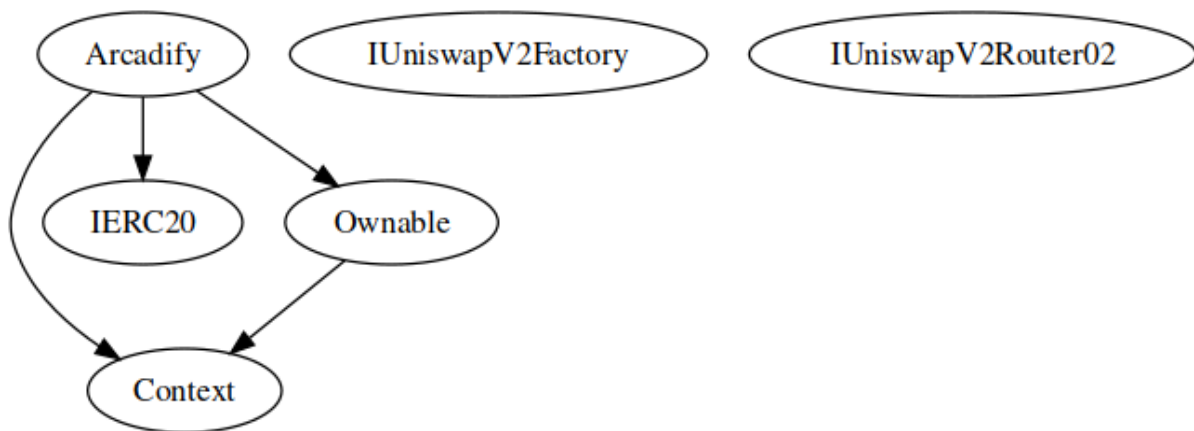 Arcadify
IUniswapV2Factory
IUniswapV2Router02
IERC20
Ownable
Context